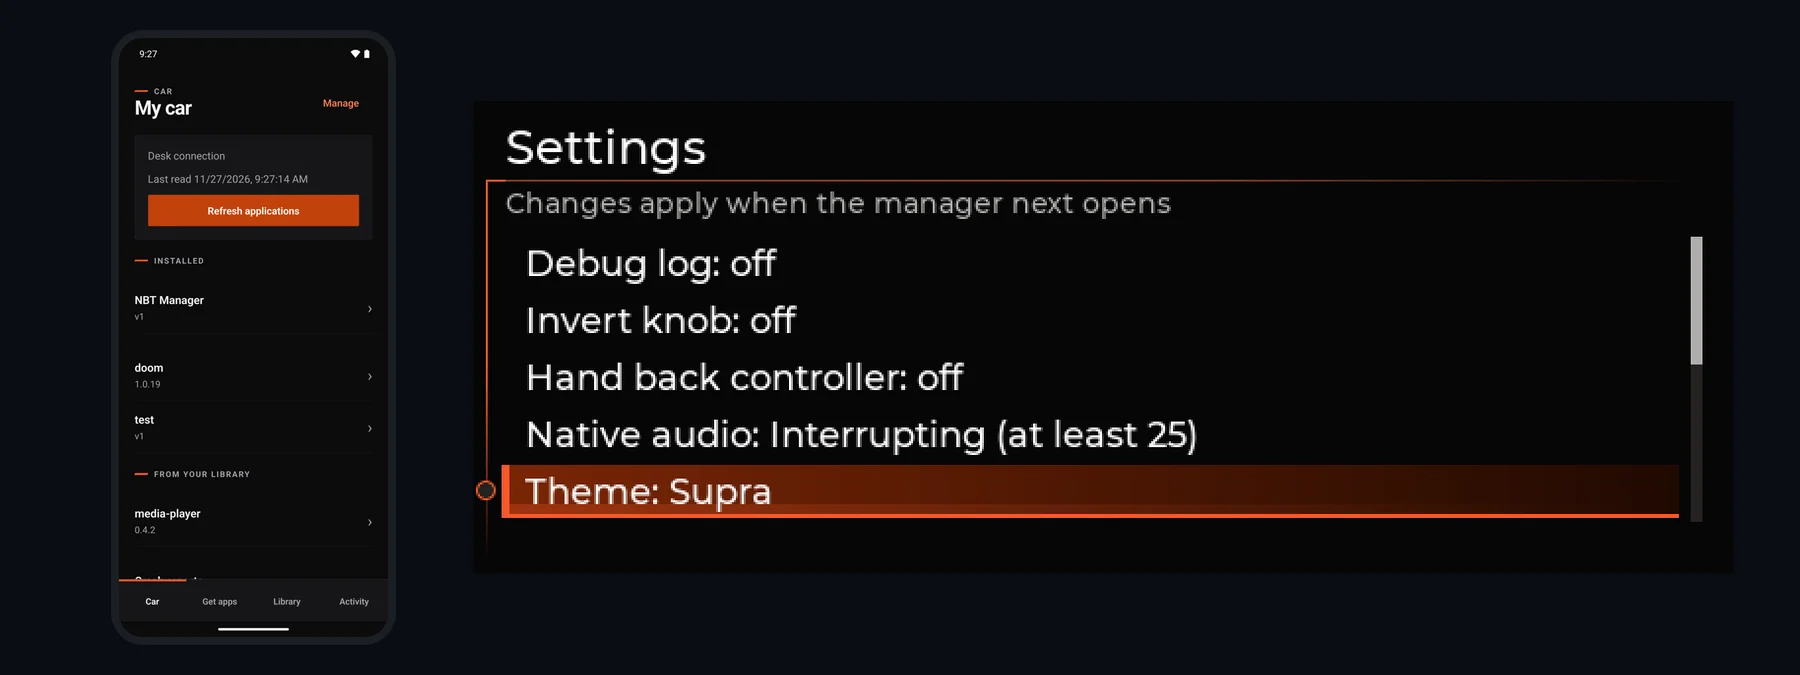 9:27
CAR
My car
Manage
Desk connection
Last read 11/27/2026, 9:27:14 AM
Refresh applications
INSTALLED
NBT Manager
v1
doom
1.0.19
test
v1
FROM YOUR LIBRARY
media-player
0.4.2
Car
Get apps
Library
Activity
Settings
Changes apply when the manager next opens
Debug log: off
Invert knob: off
Hand back controller: off
Native audio: Interrupting (at least 25)
Theme: Supra